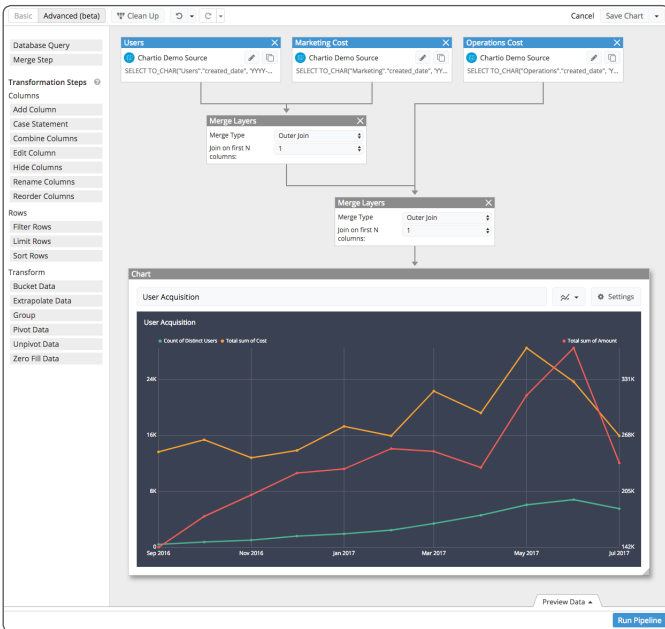 Basic Advanced (beta) Clean Up Cancel Save Chart
Database Query
Merge Step
Transformation Steps
Columns
Add Column
Case Statement
Combine Columns
Edit Column
Hide Columns
Rename Columns
Reorder Columns
Rows
Filter Rows
Limit Rows
Sort Rows
Transform
Bucket Data
Extrapolate Data
Group
Pivot Data
Unpivot Data
Zero Fill Data
Users
Chartio Demo Source
SELECT TO_CHAR("Users"."created_date", 'YYYY-...
Marketing Cost
Chartio Demo Source
SELECT TO_CHAR("Marketing"."created_date", 'YY...
Operations Cost
Chartio Demo Source
SELECT TO_CHAR("Operations"."created_date", 'Y...
Merge Layers
Merge Type Outer Join
Join on first N 1
columns:
Merge Layers
Merge Type Outer Join
Join on first N 1
columns:
Chart
User Acquisition Settings
User Acquisition
Count of Distinct Users Total sum of Cost Total sum of Amount
24K 331K
16K 268K
8K 205K
0 142K
Sep 2016 Nov 2016 Jan 2017 Mar 2017 May 2017 Jul 2017
Preview Data
Run Pipeline